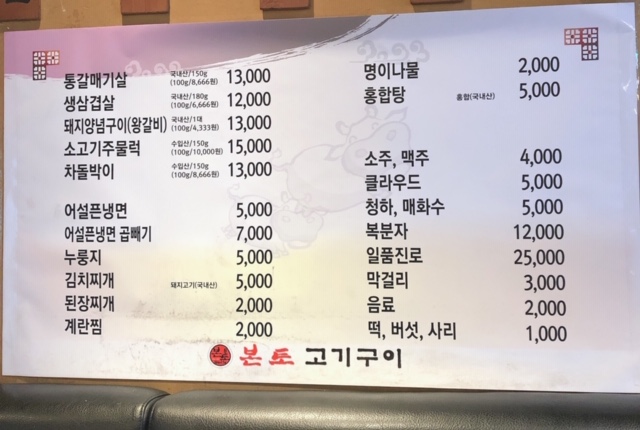 통갈매기살 국내산/150g (100g/8,666원) 13,000
생삼겹살 국내산/180g (100g/6,666원) 12,000
돼지양념구이(왕갈비) 국내산/1대 (100g/4,333원) 13,000
소고기주물럭 수입산/150g (100g/10,000원) 15,000
차돌박이 수입산/150g (100g/8,666원) 13,000
어설픈냉면 5,000
어설픈냉면 곱빼기 7,000
누룽지 5,000
김치찌개 돼지고기(국내산) 5,000
된장찌개 2,000
계란찜 2,000
명이나물 2,000
홍합탕 홍합(국내산) 5,000
소주, 맥주 4,000
클라우드 5,000
청하, 매화수 5,000
복분자 12,000
일품진로 25,000
막걸리 3,000
음료 2,000
떡, 버섯, 사리 1,000
본토 고기구이